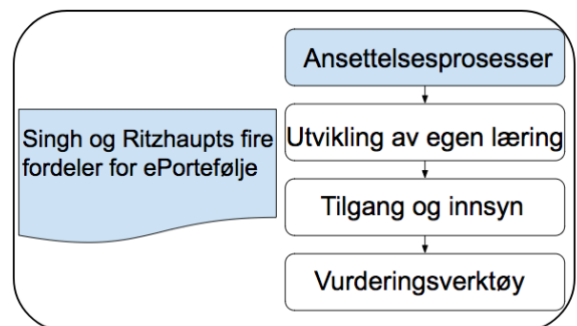 Singh og Ritzhaupts fire
fordeler for ePortefølje
Ansettelsesprosesser
Utvikling av egen læring
Tilgang og innsyn
Vurderingsverktøy